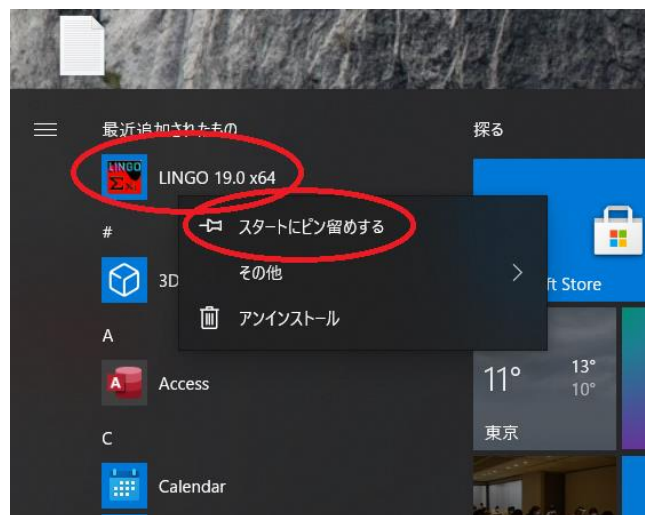 最近追加されたもの
探る
LINGO
Σx
LINGO 19.0 x64
スタートにピン留めする
#
3D
その他
ft Store
アンインストール
A
A
Access
11°
13°
10°
東京
C
Calendar